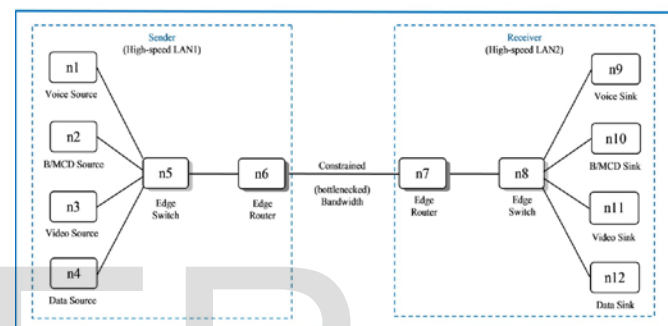 Sender
(High-speed LAN1)
n1
Voice Source
n2
B/MCD Source
n3
Video Source
n4
Data Source
n5
Edge
Switch
n6
Edge
Router
Constrained
(bottlenecked)
Bandwidth
Receiver
(High-speed LAN2)
n7
Edge
Router
n8
Edge
Switch
n9
Voice Sink
n10
B/MCD Sink
n11
Video Sink
n12
Data Sink